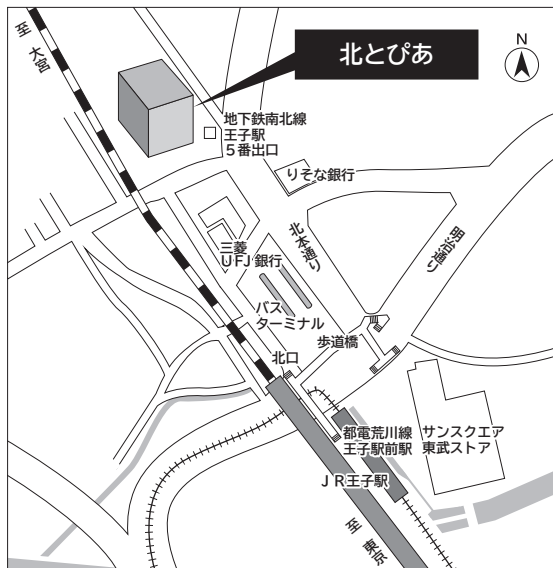 至
大宮
北とぴあ
N
地下鉄南北線
王子駅
5番出口
りそな銀行
北本通り
明治通り
三菱
UFJ銀行
バス
ターミナル
歩道橋
北口
都電荒川線
王子駅前駅
サンスクエア
東武ストア
JR王子駅
至
東京